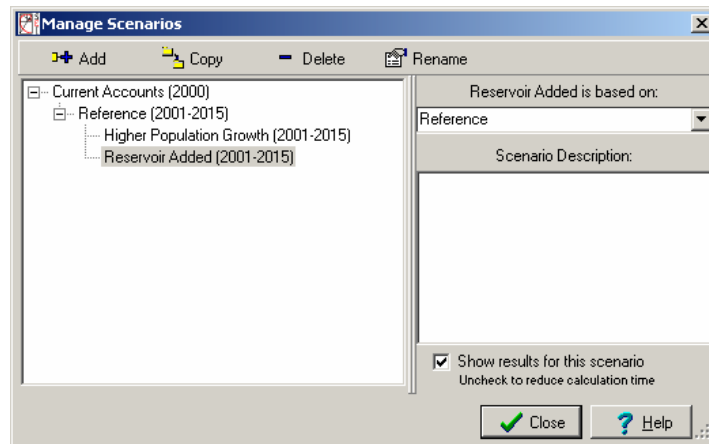 Manage Scenarios
Add Copy Delete Rename
Current Accounts (2000)
Reference (2001-2015)
Higher Population Growth (2001-2015)
Reservoir Added (2001-2015)
Reservoir Added is based on:
Reference
Scenario Description:
Show results for this scenario
Uncheck to reduce calculation time
Close ? Help